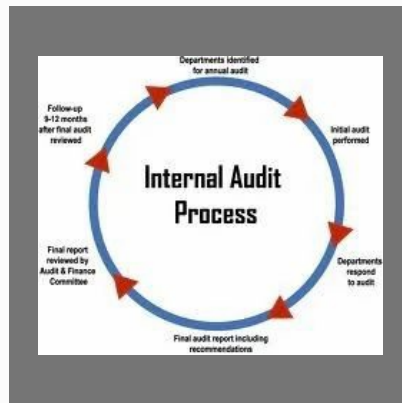 Departments identified
for annual audit
Initial audit
performed
Departments
respond
to audit
Final audit report including
recommendations
Final report
reviewed by
Audit & Finance
Committee
Follow-up
9-12 months
after final audit
reviewed
Internal Audit
Process